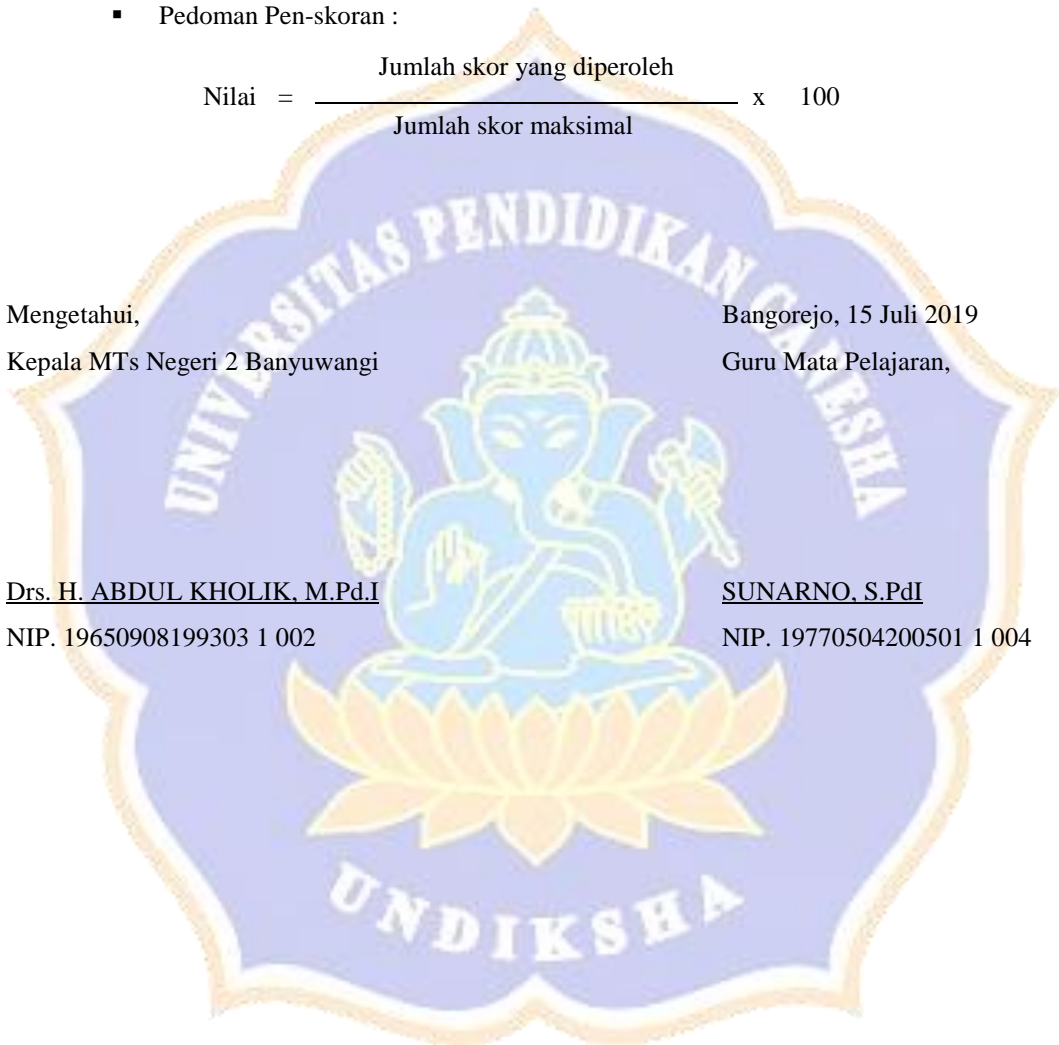 ▪ Pedoman Pen-skoran :
Jumlah skor yang diperoleh
Nilai = x 100
Jumlah skor maksimal
UNIVERSITAS PENDIDIKAN GANESHA
Mengetahui,
Bangorejo, 15 Juli 2019
Kepala MTs Negeri 2 Banyuwangi
Guru Mata Pelajaran,
Drs. H. ABDUL KHOLIK, M.Pd.I
SUNARNO, S.PdI
NIP. 19650908199303 1 002
NIP. 19770504200501 1 004
UNDIKSHA